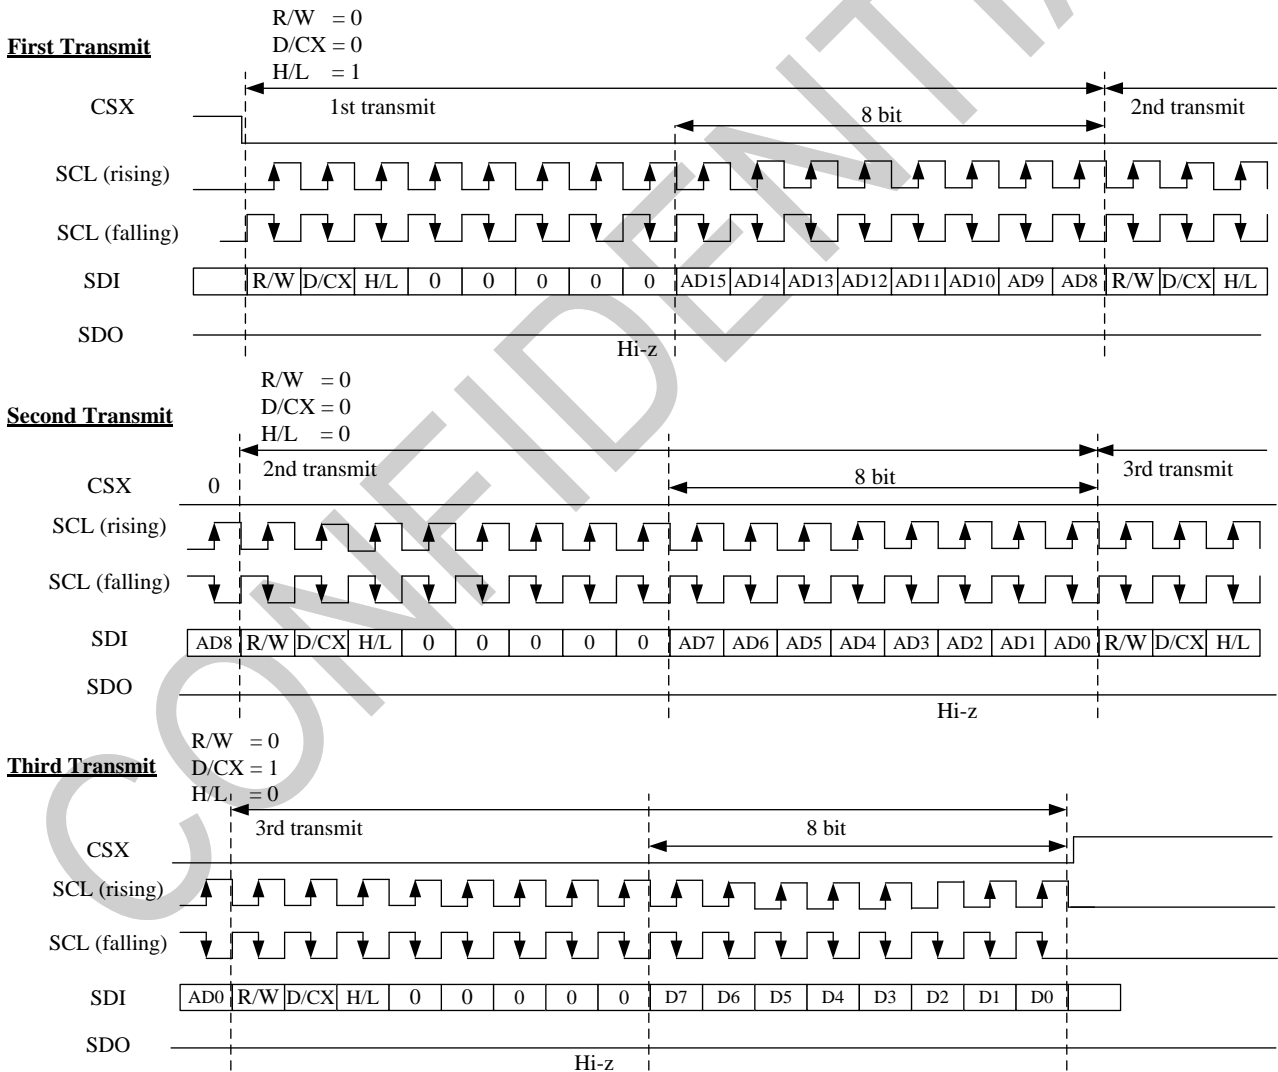 R/W = 0
First Transmit
D/CX = 0
H/L = 1
CSX
1st transmit
8 bit
2nd transmit
SCL (rising)
SCL (falling)
SDI
R/W D/CX H/L 0 0 0 0 0 AD15 AD14 AD13 AD12 AD11 AD10 AD9 AD8 R/W D/CX H/L
SDO
Hi-z
R/W = 0
D/CX = 0
Second Transmit
H/L = 0
2nd transmit
8 bit
3rd transmit
CSX 0
SCL (rising)
SCL (falling)
SDI
AD8 R/W D/CX H/L 0 0 0 0 0 AD7 AD6 AD5 AD4 AD3 AD2 AD1 AD0 R/W D/CX H/L
SDO
Hi-z
R/W = 0
Third Transmit
D/CX = 1
H/L = 0
3rd transmit
8 bit
CSX
SCL (rising)
SCL (falling)
SDI
AD0 R/W D/CX H/L 0 0 0 0 0 D7 D6 D5 D4 D3 D2 D1 D0
SDO
Hi-z
CONFIDENTIA